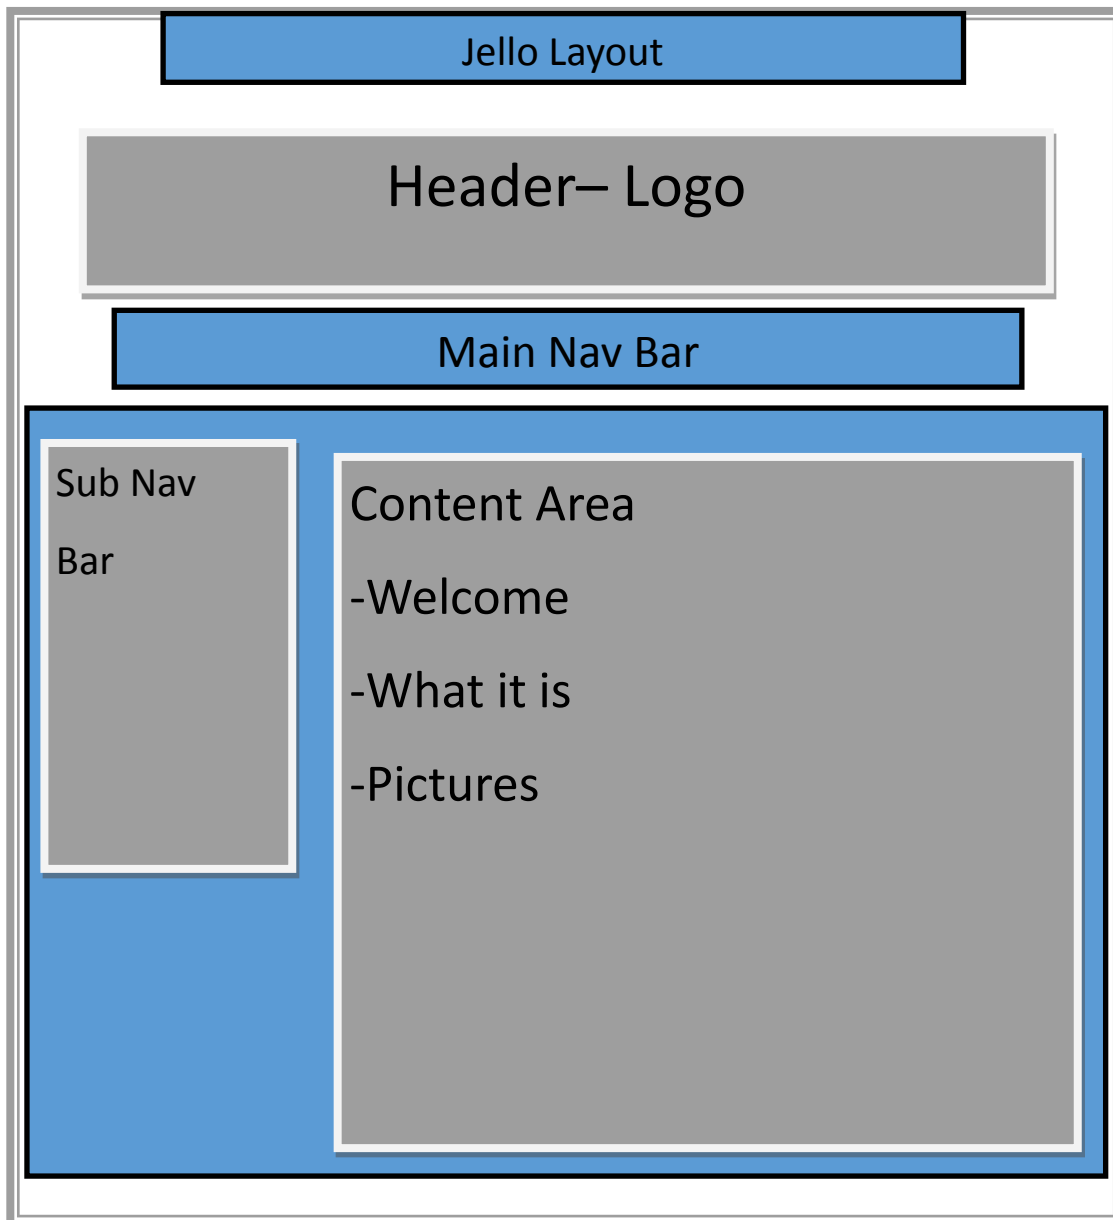 Jello Layout
Header– Logo
Main Nav Bar
Sub Nav
Bar
Content Area
-Welcome
-What it is
-Pictures